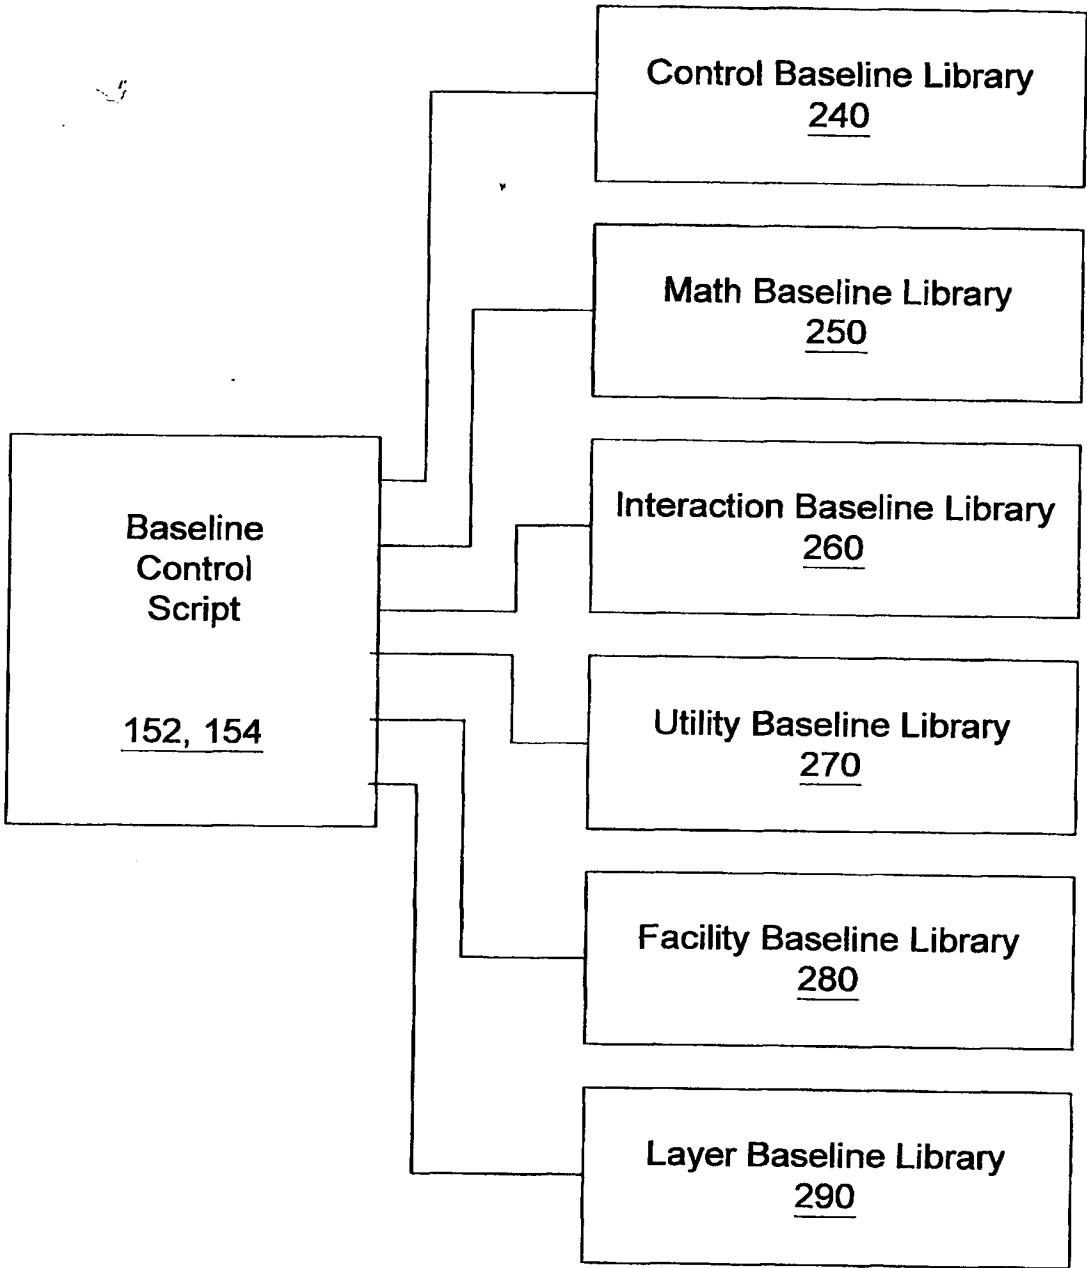 Control Baseline Library
240
Math Baseline Library
250
Interaction Baseline Library
260
Baseline
Control
Script
152, 154
Utility Baseline Library
270
Facility Baseline Library
280
Layer Baseline Library
290